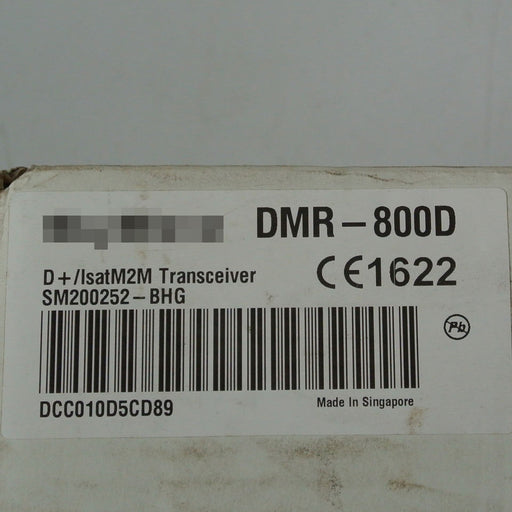 DMR-800D
D+/IsatM2M Transceiver
CE1622
SM200252-BHG
Pb
DCC010D5CD89
Made In Singapore